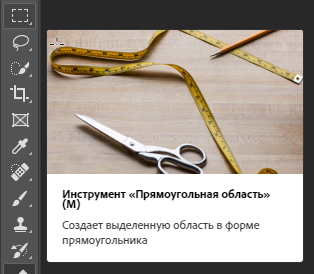 Инструмент «Прямоугольная область»
(M)
Создает выделенную область в форме
прямоугольника